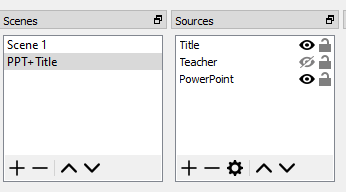 Scenes
Sources
Scene 1
PPT+Title
Title
Teacher
PowerPoint